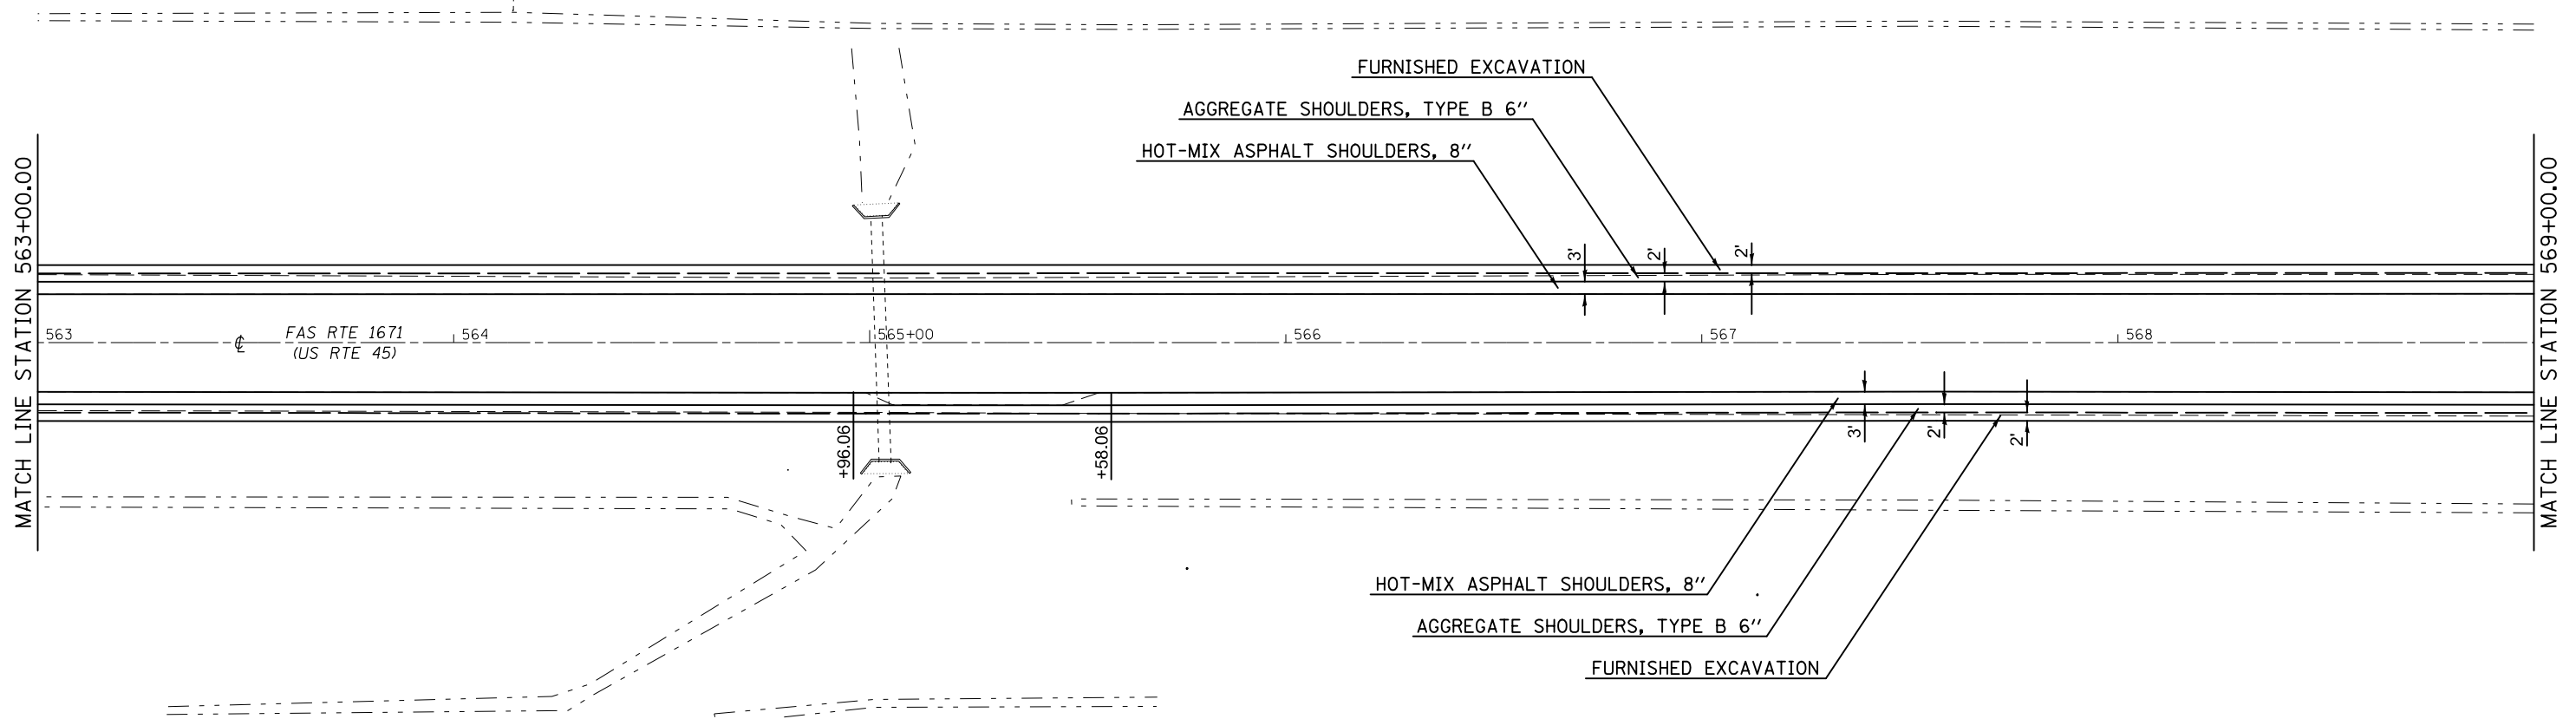 FURNISHED EXCAVATION
AGGREGATE SHOULDERS, TYPE B 6"
HOT-MIX ASPHALT SHOULDERS, 8"
MATCH LINE STATION 563+00.00
MATCH LINE STATION 569+00.00
3'
2'
2'
563
FAS RTE 1671
(US RTE 45)
℄
564
565+00
566
567
568
+96.06
+58.06
3'
2'
2'
HOT-MIX ASPHALT SHOULDERS, 8"
AGGREGATE SHOULDERS, TYPE B 6"
FURNISHED EXCAVATION